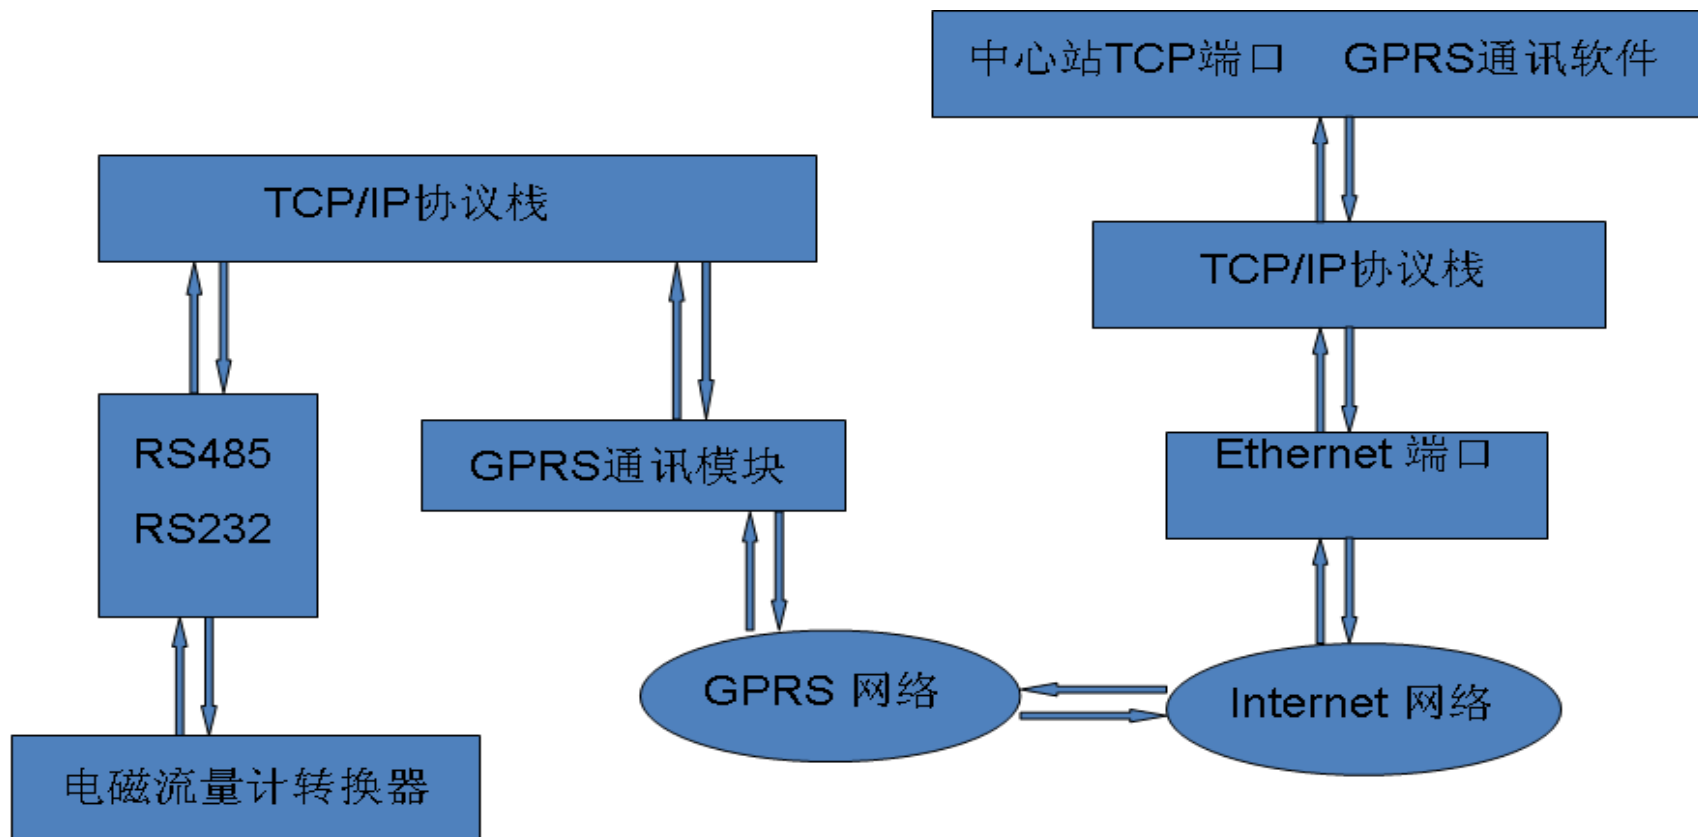 中心站TCP端口 GPRS通讯软件
TCP/IP协议栈
TCP/IP协议栈
RS485
RS232
GPRS通讯模块
Ethernet 端口
GPRS 网络
Internet 网络
电磁流量计转换器